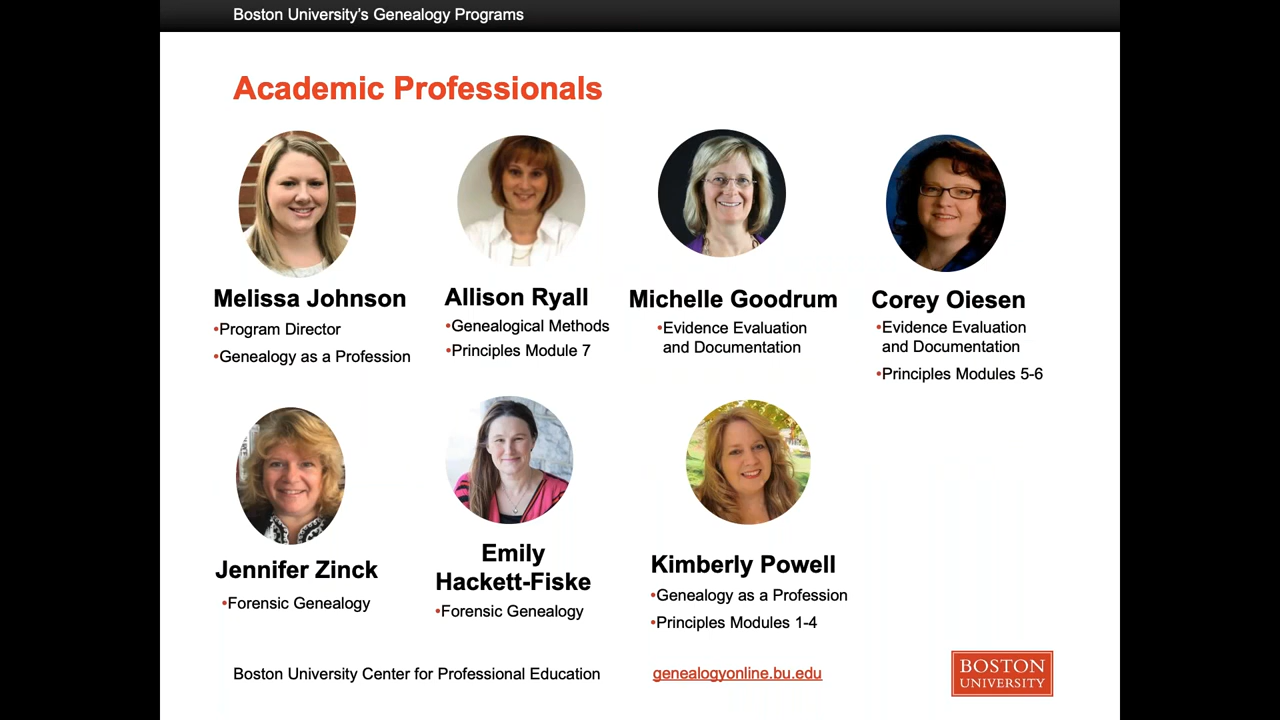 Boston University's Genealogy Programs
Academic Professionals
Melissa Johnson
•Program Director
•Genealogy as a Profession
Allison Ryall
•Genealogical Methods
•Principles Module 7
Michelle Goodrum
•Evidence Evaluation
and Documentation
Corey Oiesen
•Evidence Evaluation
and Documentation
•Principles Modules 5-6
Jennifer Zinck
•Forensic Genealogy
Emily
Hackett-Fiske
•Forensic Genealogy
Kimberly Powell
•Genealogy as a Profession
•Principles Modules 1-4
Boston University Center for Professional Education
genealogyonline.bu.edu
BOSTON
UNIVERSITY